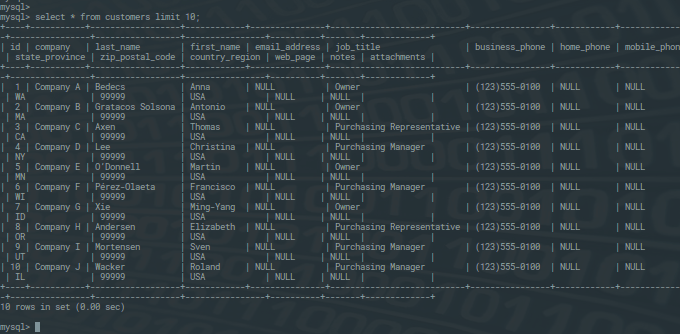 mysql>
mysql> select * from customers limit 10;
+----+-----------+------------------+------------+---------------+---------------------------+----------------+------------+-------------
| id | company | last_name | first_name | email_address | job_title | business_phone | home_phone | mobile_phon
| state_province | zip_postal_code | country_region | web_page | notes | attachments |
| 1 | Company A | Bedecs | Anna | NULL | Owner | (123)555-0100 | NULL | NULL
| WA | 99999 | USA | NULL | NULL | |
| 2 | Company B | Gratacos Solsona | Antonio | NULL | Owner | (123)555-0100 | NULL | NULL
| MA | 99999 | USA | NULL | NULL | |
| 3 | Company C | Axen | Thomas | NULL | Purchasing Representative | (123)555-0100 | NULL | NULL
| CA | 99999 | USA | NULL | NULL | |
| 4 | Company D | Lee | Christina | NULL | Purchasing Manager | (123)555-0100 | NULL | NULL
| NY | 99999 | USA | NULL | NULL | |
| 5 | Company E | O'Donnell | Martin | NULL | Owner | (123)555-0100 | NULL | NULL
| MN | 99999 | USA | NULL | NULL | |
| 6 | Company F | Pérez-Olaeta | Francisco | NULL | Purchasing Manager | (123)555-0100 | NULL | NULL
| WI | 99999 | USA | NULL | NULL | |
| 7 | Company G | Xie | Ming-Yang | NULL | Owner | (123)555-0100 | NULL | NULL
| ID | 99999 | USA | NULL | NULL | |
| 8 | Company H | Andersen | Elizabeth | NULL | Purchasing Representative | (123)555-0100 | NULL | NULL
| OR | 99999 | USA | NULL | NULL | |
| 9 | Company I | Mortensen | Sven | NULL | Purchasing Manager | (123)555-0100 | NULL | NULL
| UT | 99999 | USA | NULL | NULL | |
| 10 | Company J | Wacker | Roland | NULL | Purchasing Manager | (123)555-0100 | NULL | NULL
| IL | 99999 | USA | NULL | NULL | |
10 rows in set (0.00 sec)
mysql>